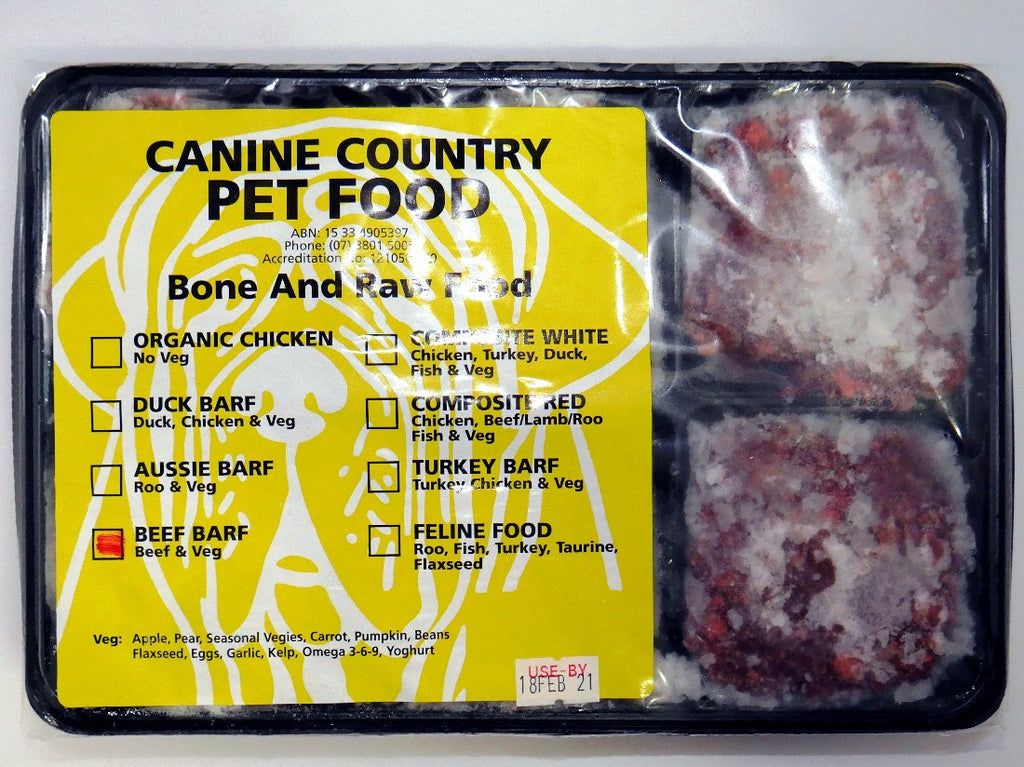 CANINE COUNTRY
PET FOOD
ABN: 15 33 4905397
Phone: (07) 3801
Accreditation
Bone And Raw Food
ORGANIC CHICKEN
No Veg
DUCK BARF
Duck, Chicken & Veg
AUSSIE BARF
Roo & Veg
BEEF BARF
Beef & Veg
COMPOSITE WHITE
Chicken, Turkey, Duck,
Fish & Veg
COMPOSITE RED
Chicken, Beef/Lamb/Roo
Fish & Veg
TURKEY BARF
Turkey Chicken & Veg
FELINE FOOD
Roo, Fish, Turkey, Taurine,
Flaxseed
Veg: Apple, Pear, Seasonal Vegies, Carrot, Pumpkin, Beans
Flaxseed, Eggs, Garlic, Kelp, Omega 3-6-9, Yoghurt
USE-BY
18FEB '21